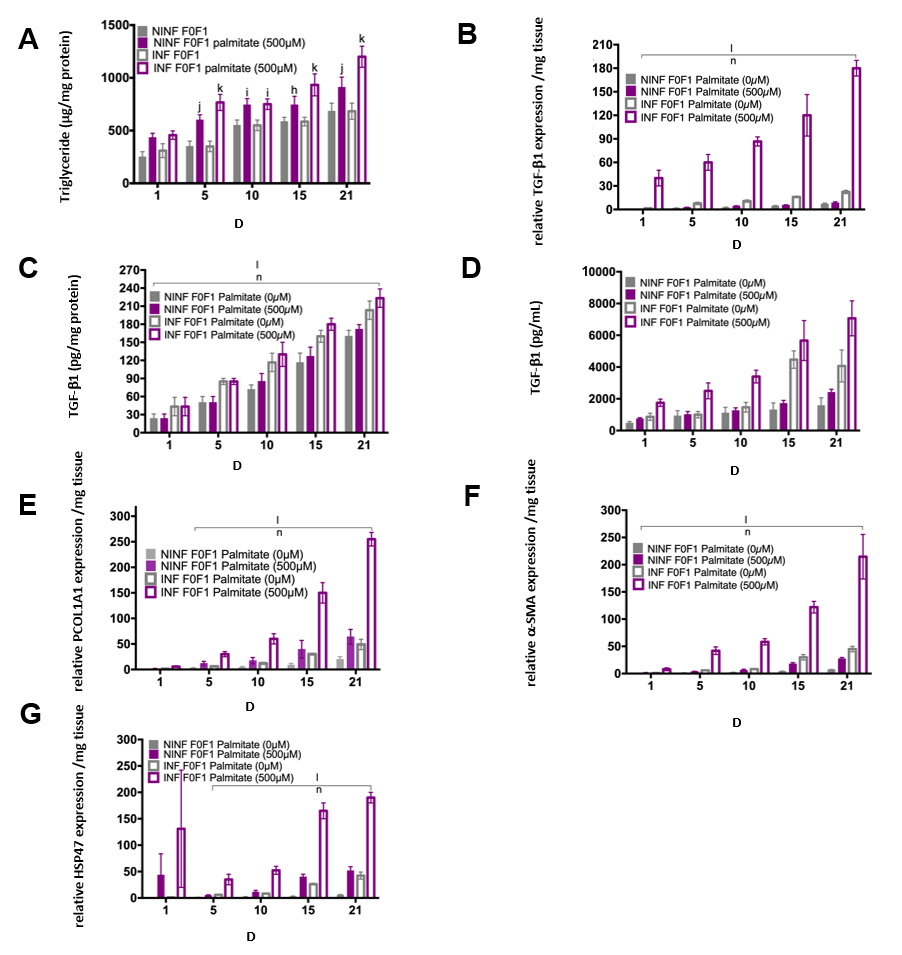 A
Triglyceride (µg/mg protein)
1500
1000
500
0
NINF F0F1
NINF F0F1 palmitate (500µM)
INF F0F1
INF F0F1 palmitate (500µM)
j
k
i
i
h
k
j
k
1
5
10
15
21
D
B
relative TGF-β1 expression /mg tissue
210
180
150
120
90
60
30
0
l
n
NINF F0F1 Palmitate (0µM)
NINF F0F1 Palmitate (500µM)
INF F0F1 Palmitate (0µM)
INF F0F1 Palmitate (500µM)
1
5
10
15
21
D
C
TGF-β1 (pg/mg protein)
270
240
210
180
150
120
90
60
30
0
l
n
NINF F0F1 Palmitate (0µM)
NINF F0F1 Palmitate (500µM)
INF F0F1 Palmitate (0µM)
INF F0F1 Palmitate (500µM)
1
5
10
15
21
D
D
TGF-β1 (pg/mL)
10000
8000
6000
4000
2000
0
NINF F0F1 Palmitate (0µM)
NINF F0F1 Palmitate (500µM)
INF F0F1 Palmitate (0µM)
INF F0F1 Palmitate (500µM)
1
5
10
15
21
D
E
relative PCOL1A1 expression /mg tissue
300
250
200
150
100
50
0
l
n
NINF F0F1 Palmitate (0µM)
NINF F0F1 Palmitate (500µM)
INF F0F1 Palmitate (0µM)
INF F0F1 Palmitate (500µM)
1
5
10
15
21
D
F
relative α-SMA expression /mg tissue
300
250
200
150
100
50
0
l
n
NINF F0F1 Palmitate (0µM)
NINF F0F1 Palmitate (500µM)
INF F0F1 Palmitate (0µM)
INF F0F1 Palmitate (500µM)
1
5
10
15
21
D
G
relative HSP47 expression /mg tissue
300
250
200
150
100
50
0
NINF F0F1 Palmitate (0µM)
NINF F0F1 Palmitate (500µM)
INF F0F1 Palmitate (0µM)
INF F0F1 Palmitate (500µM)
l
n
1
5
10
15
21
D